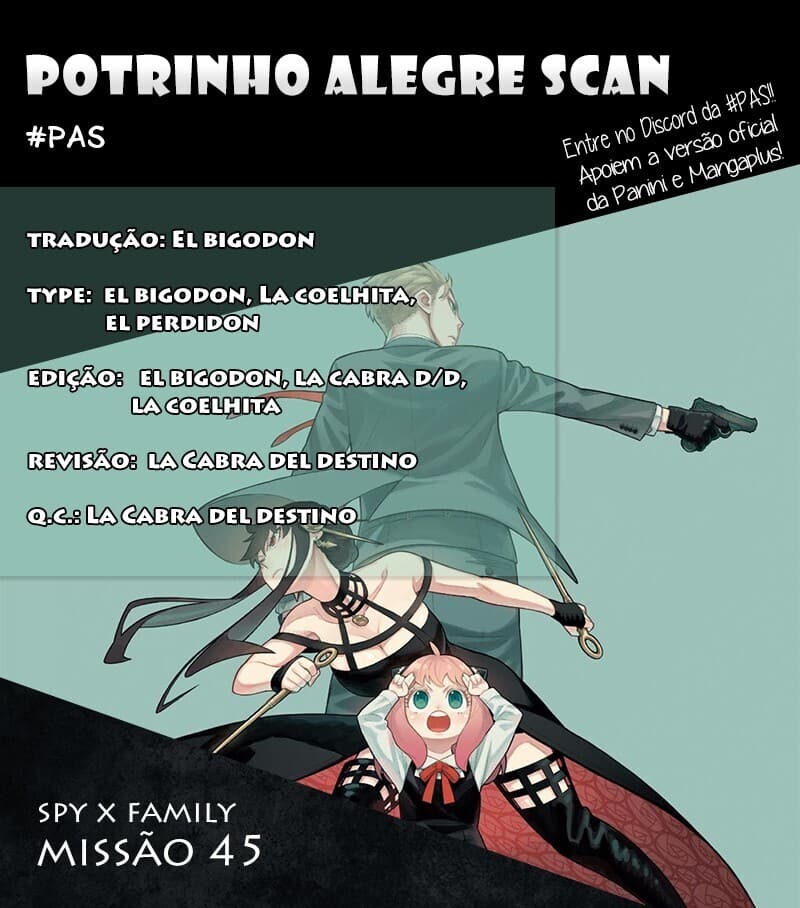 POTRINHO ALEGRE SCAN
#PAS
Entre no Discord da #PAS!!
Apoiem a versão oficial
da Panini e Mangaplus!
TRADUÇÃO: EL BIGODON
TYPE: EL BIGODON, LA COELHITA,
EL PERDIDON
EDIÇÃO: EL BIGODON, LA CABRA D/D,
LA COELHITA
REVISÃO: LA CABRA DEL DESTINO
Q.C.: LA CABRA DEL DESTINO
SPY X FAMILY
MISSÃO 45